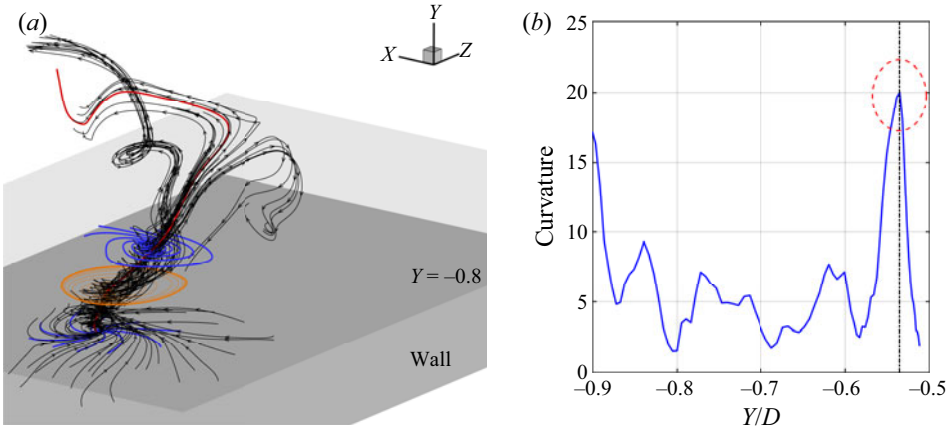 (a)
Y
X
Z
Y = –0.8
Wall
(b)
25
20
15
10
5
0
Curvature
–0.9
–0.8
–0.7
–0.6
–0.5
Y/D